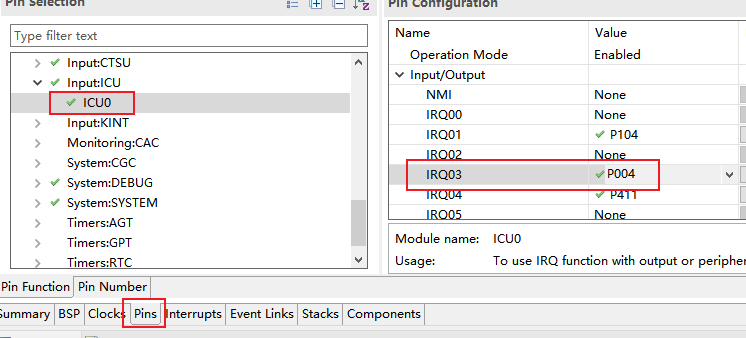 Pin Selection
Type filter text
Input:CTSU
Input:ICU
ICU0
Input:KINT
Monitoring:CAC
System:CGC
System:DEBUG
System:SYSTEM
Timers:AGT
Timers:GPT
Timers:RTC
Pin Function Pin Number
Pin Configuration
Name Value
Operation Mode Enabled
Input/Output
NMI None
IRQ00 None
IRQ01 P104
IRQ02 None
IRQ03 P004
IRQ04 P411
IRQ05 None
Module name: ICU0
Usage: To use IRQ function with output or periphe
Summary BSP Clocks Pins Interrupts Event Links Stacks Components